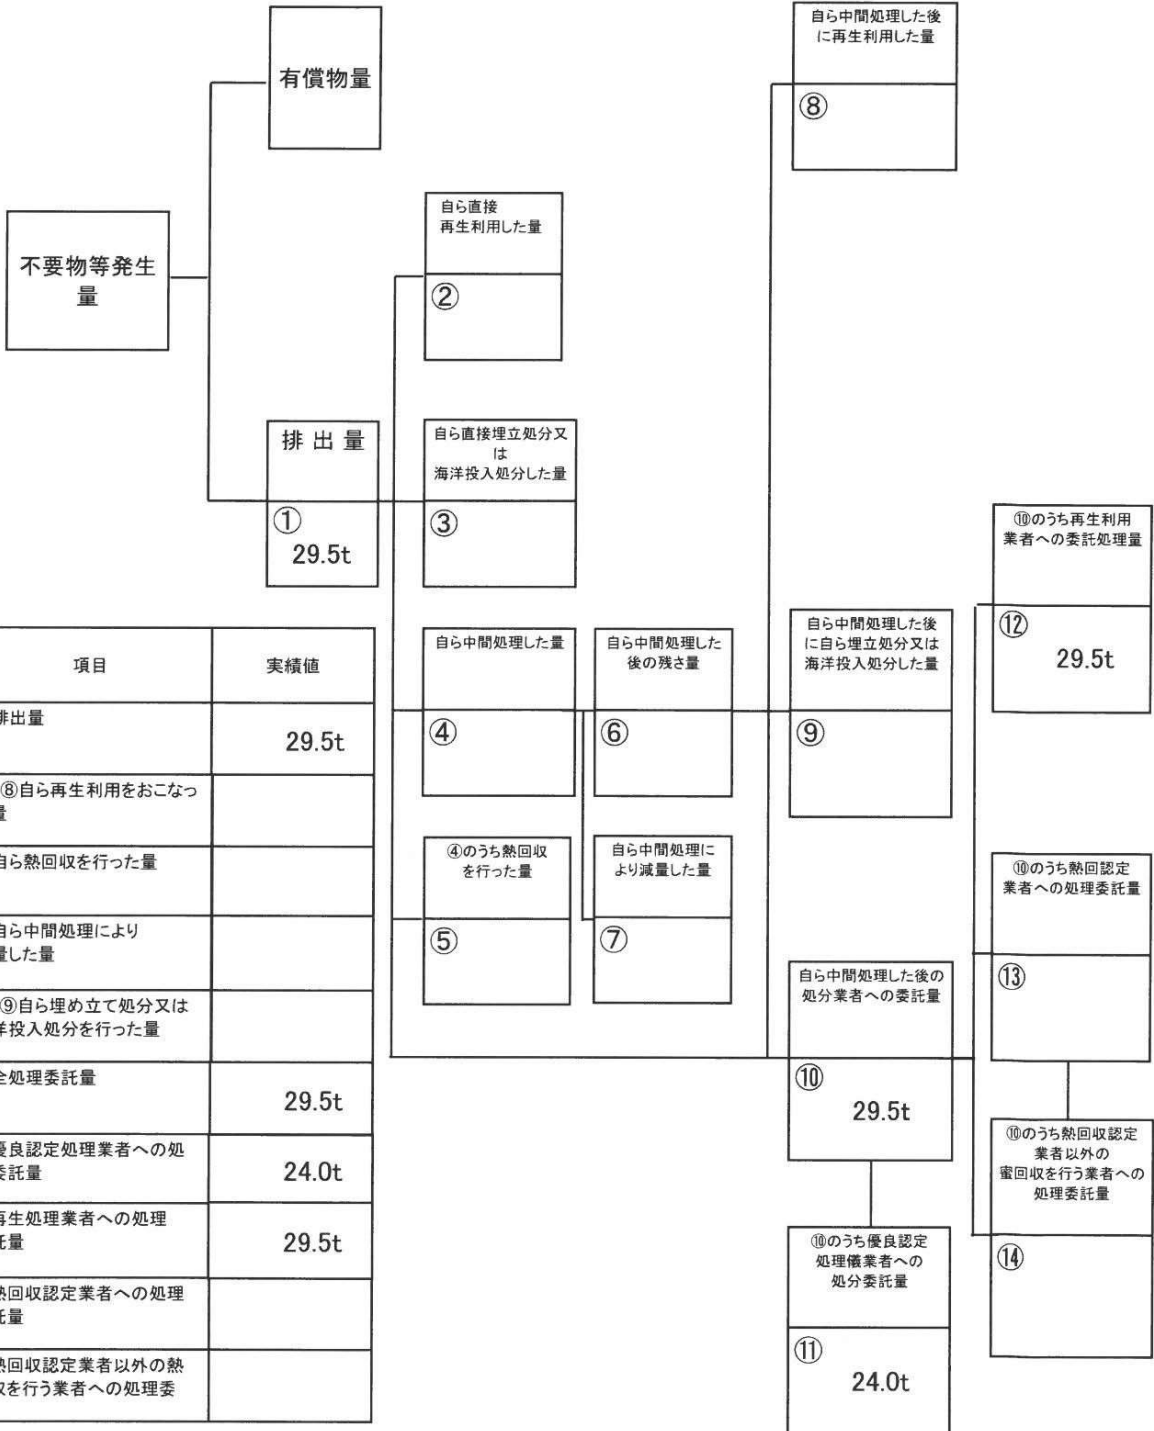 自ら中間処理した後
に再生利用した量
⑧
有償物量
自ら直接
再生利用した量
②
不要物等発生
量
排出量
①
29.5t
自ら直接埋立処分又
は
海洋投入処分した量
③
⑩のうち再生利用
業者への委託処理量
⑫
29.5t
自ら中間処理した量
④
自ら中間処理した
後の残さ量
⑥
自ら中間処理した後
に自ら埋立処分又は
海洋投入処分した量
⑨
④のうち熱回収
を行った量
⑤
自ら中間処理に
より減量した量
⑦
⑩のうち熱回認定
業者への処理委託量
⑬
自ら中間処理した後の
処分業者への委託量
⑩
29.5t
⑩のうち熱回収認定
業者以外の
蜜回収を行う業者への
処理委託量
⑭
⑩のうち優良認定
処理儀業者への
処分委託量
⑪
24.0t
項目
実績値
排出量
29.5t
⑧自ら再生利用をおこなっ
量
自ら熱回収を行った量
自ら中間処理により
量した量
⑨自ら埋め立て処分又は
洋投入処分を行った量
全処理委託量
29.5t
優良認定処理業者への処
委託量
24.0t
再生処理業者への処理
託量
29.5t
熱回収認定業者への処理
託量
熱回収認定業者以外の熱
収を行う業者への処理委